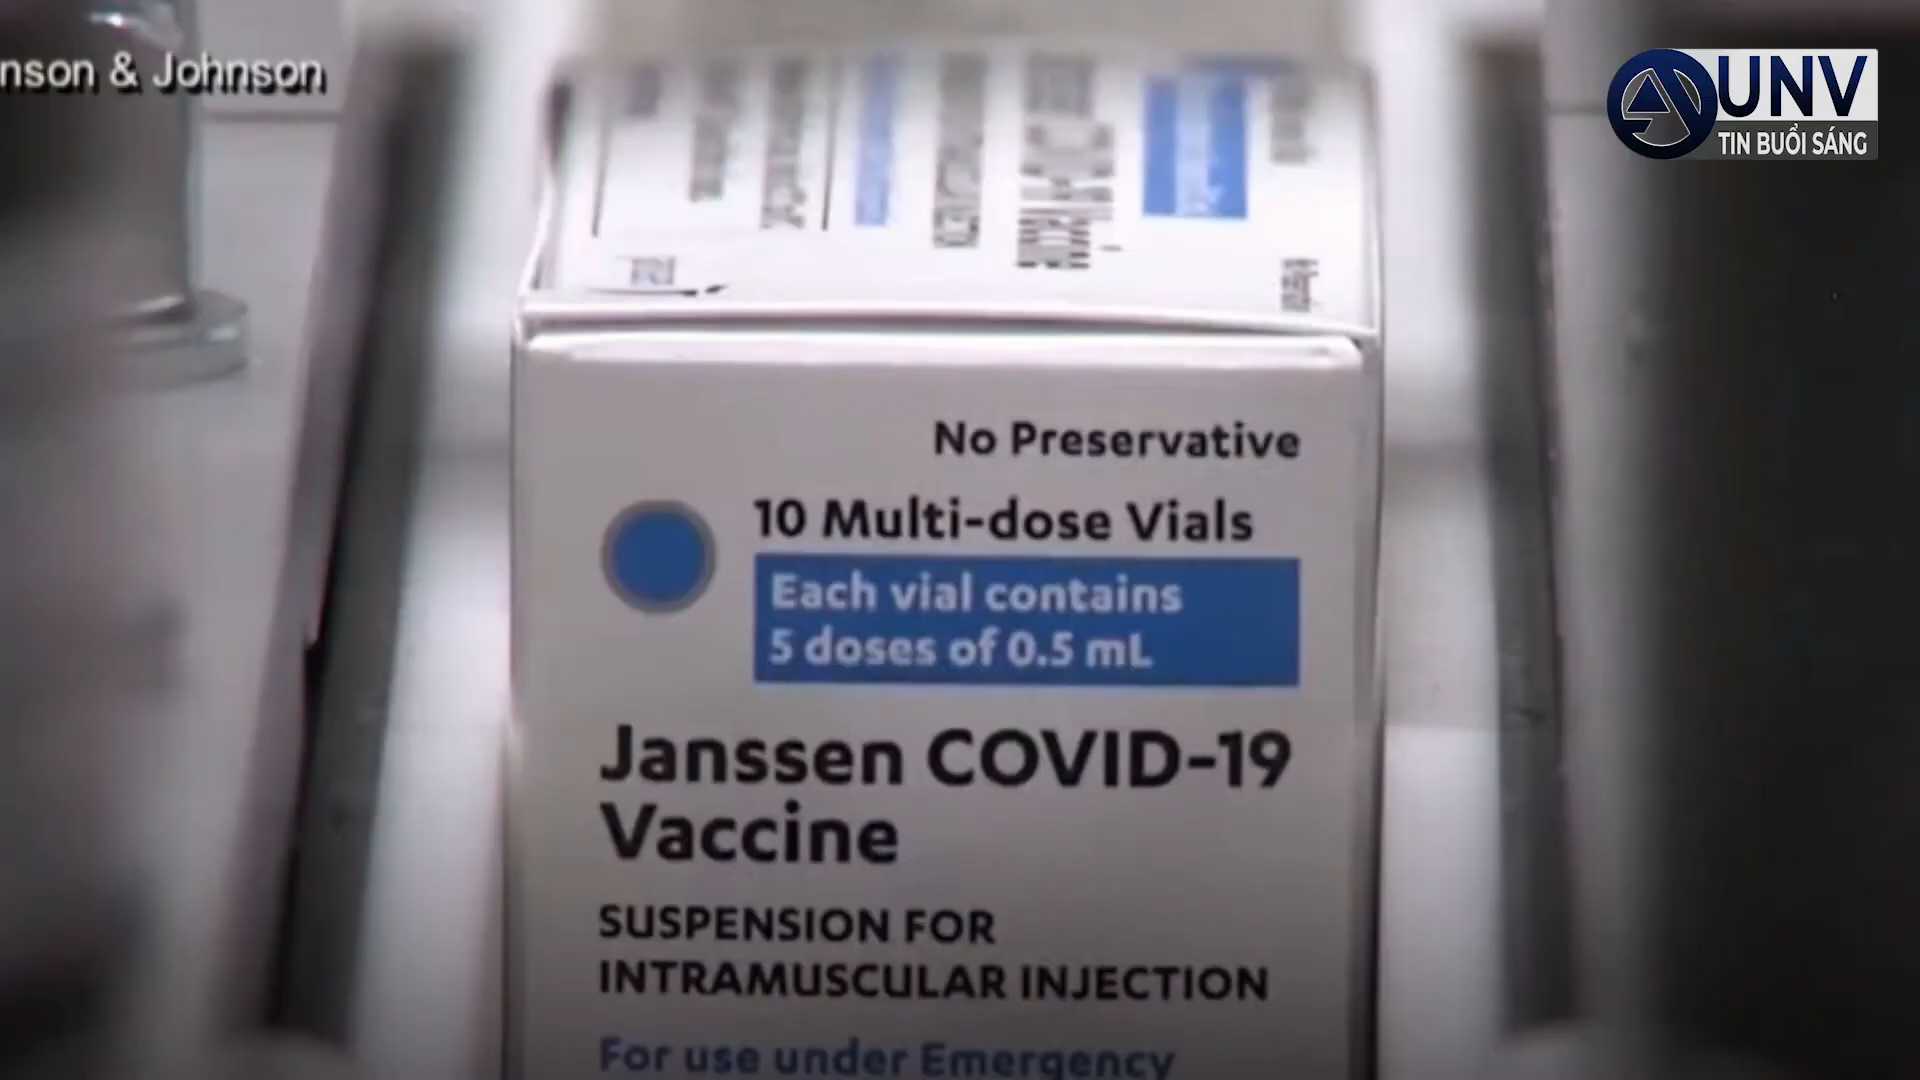 nson & Johnson
UNV
TIN BUỔI SÁNG
No Preservative
10 Multi-dose Vials
Each vial contains
5 doses of 0.5 mL
Janssen COVID-19
Vaccine
SUSPENSION FOR
INTRAMUSCULAR INJECTION
For use under Emergency